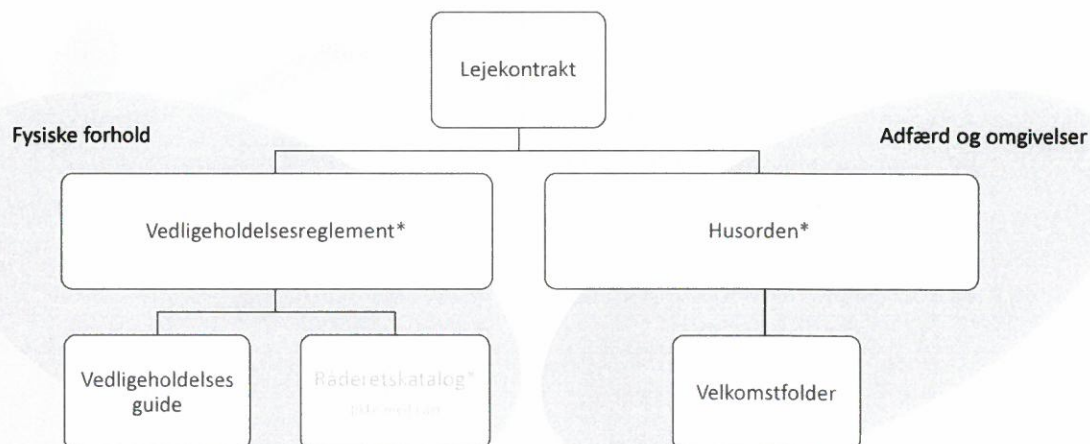 Lejekontrakt
Fysiske forhold
Adfærd og omgivelser
Vedligeholdelsesreglement*
Husorden*
Vedligeholdelses
guide
Råderetskatalog*
Velkomstfolder